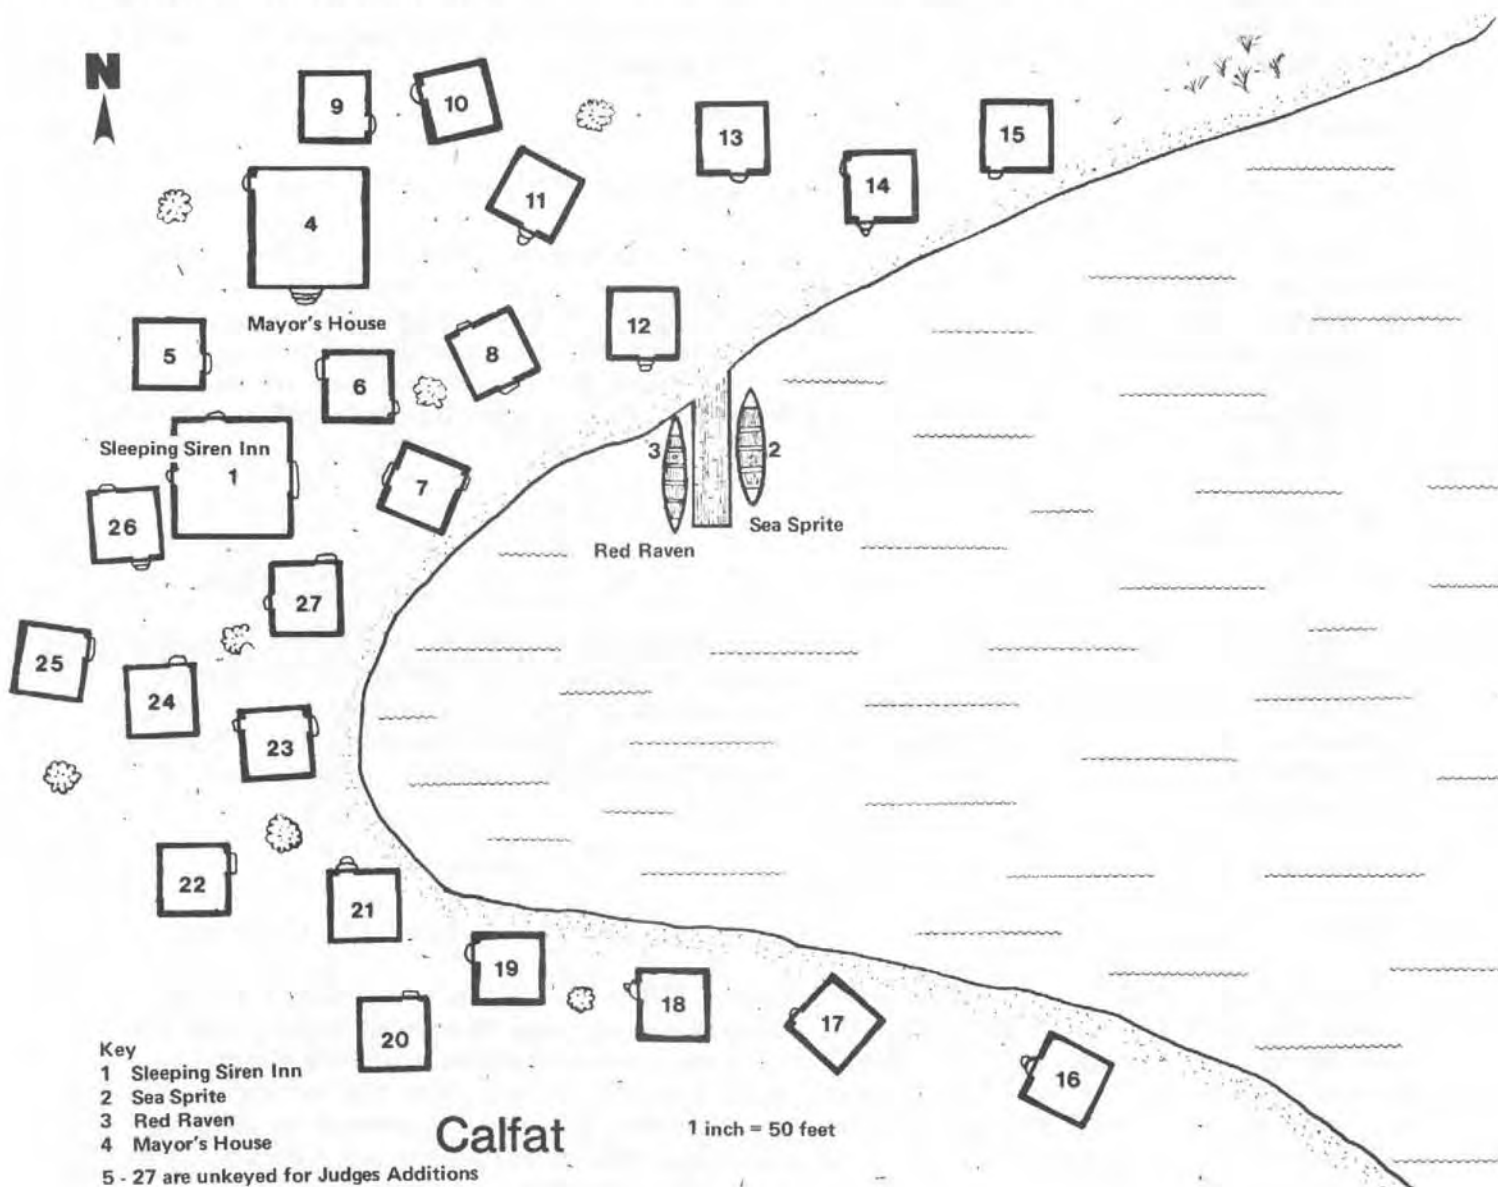 N
9
10
13
15
14
11
4
12
Mayor's House
5
8
6
Sleeping Siren Inn
1
3
2
7
26
Sea Sprite
Red Raven
27
25
24
23
22
21
19
18
17
20
16
Key
1 Sleeping Siren Inn
2 Sea Sprite
3 Red Raven
4 Mayor's House
5 - 27 are unkeyed for Judges Additions
Calfat
1 inch = 50 feet